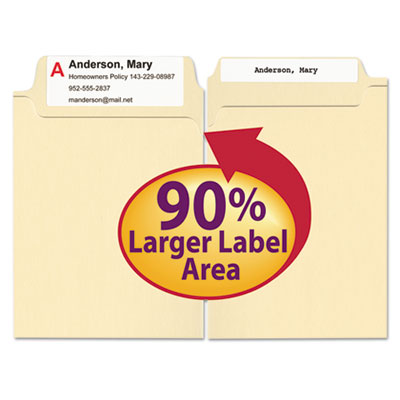 A
Anderson, Mary
Homeowners Policy 143-229-08987
952-555-2837
manderson@mail.net
Anderson, Mary
90%
Larger Label
Area